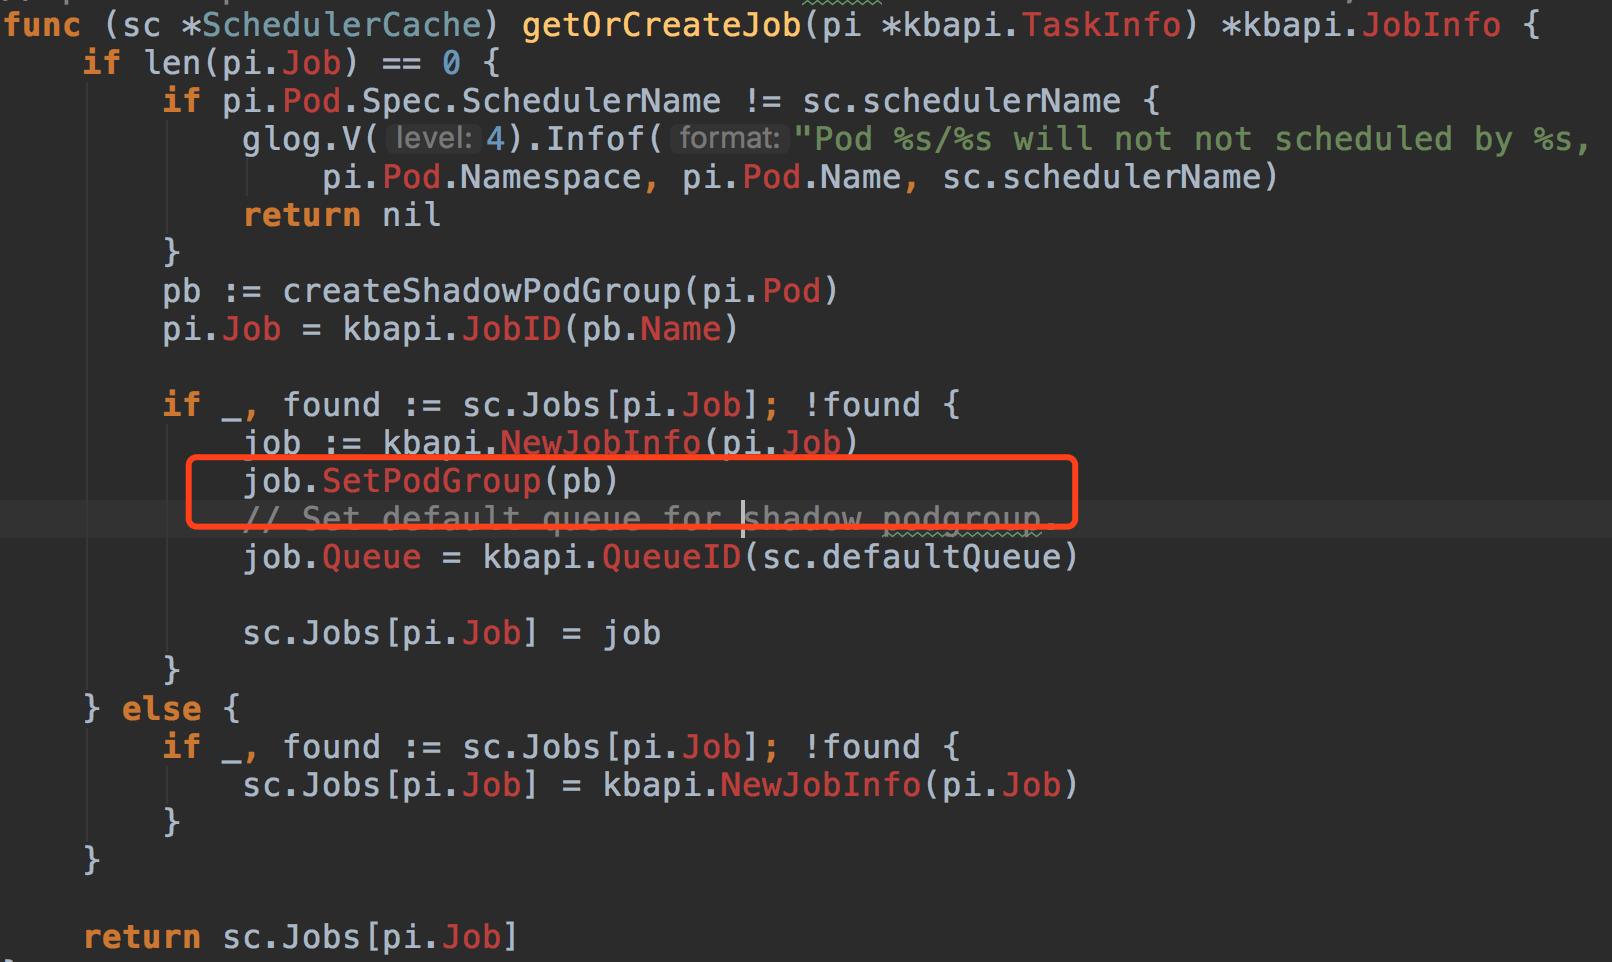 func (sc *SchedulerCache) getOrCreateJob(pi *kbapi.TaskInfo) *kbapi.JobInfo {
    if len(pi.Job) == 0 {
        if pi.Pod.Spec.SchedulerName != sc.schedulerName {
            glog.V( level: 4).Infof( format: "Pod %s/%s will not not scheduled by %s,
                pi.Pod.Namespace, pi.Pod.Name, sc.schedulerName)
            return nil
        }
        pb := createShadowPodGroup(pi.Pod)
        pi.Job = kbapi.JobID(pb.Name)

        if _, found := sc.Jobs[pi.Job]; !found {
            job := kbapi.NewJobInfo(pi.Job)
            job.SetPodGroup(pb)
            // Set default queue for shadow podgroup.
            job.Queue = kbapi.QueueID(sc.defaultQueue)

            sc.Jobs[pi.Job] = job
        }
    } else {
        if _, found := sc.Jobs[pi.Job]; !found {
            sc.Jobs[pi.Job] = kbapi.NewJobInfo(pi.Job)
        }
    }

    return sc.Jobs[pi.Job]